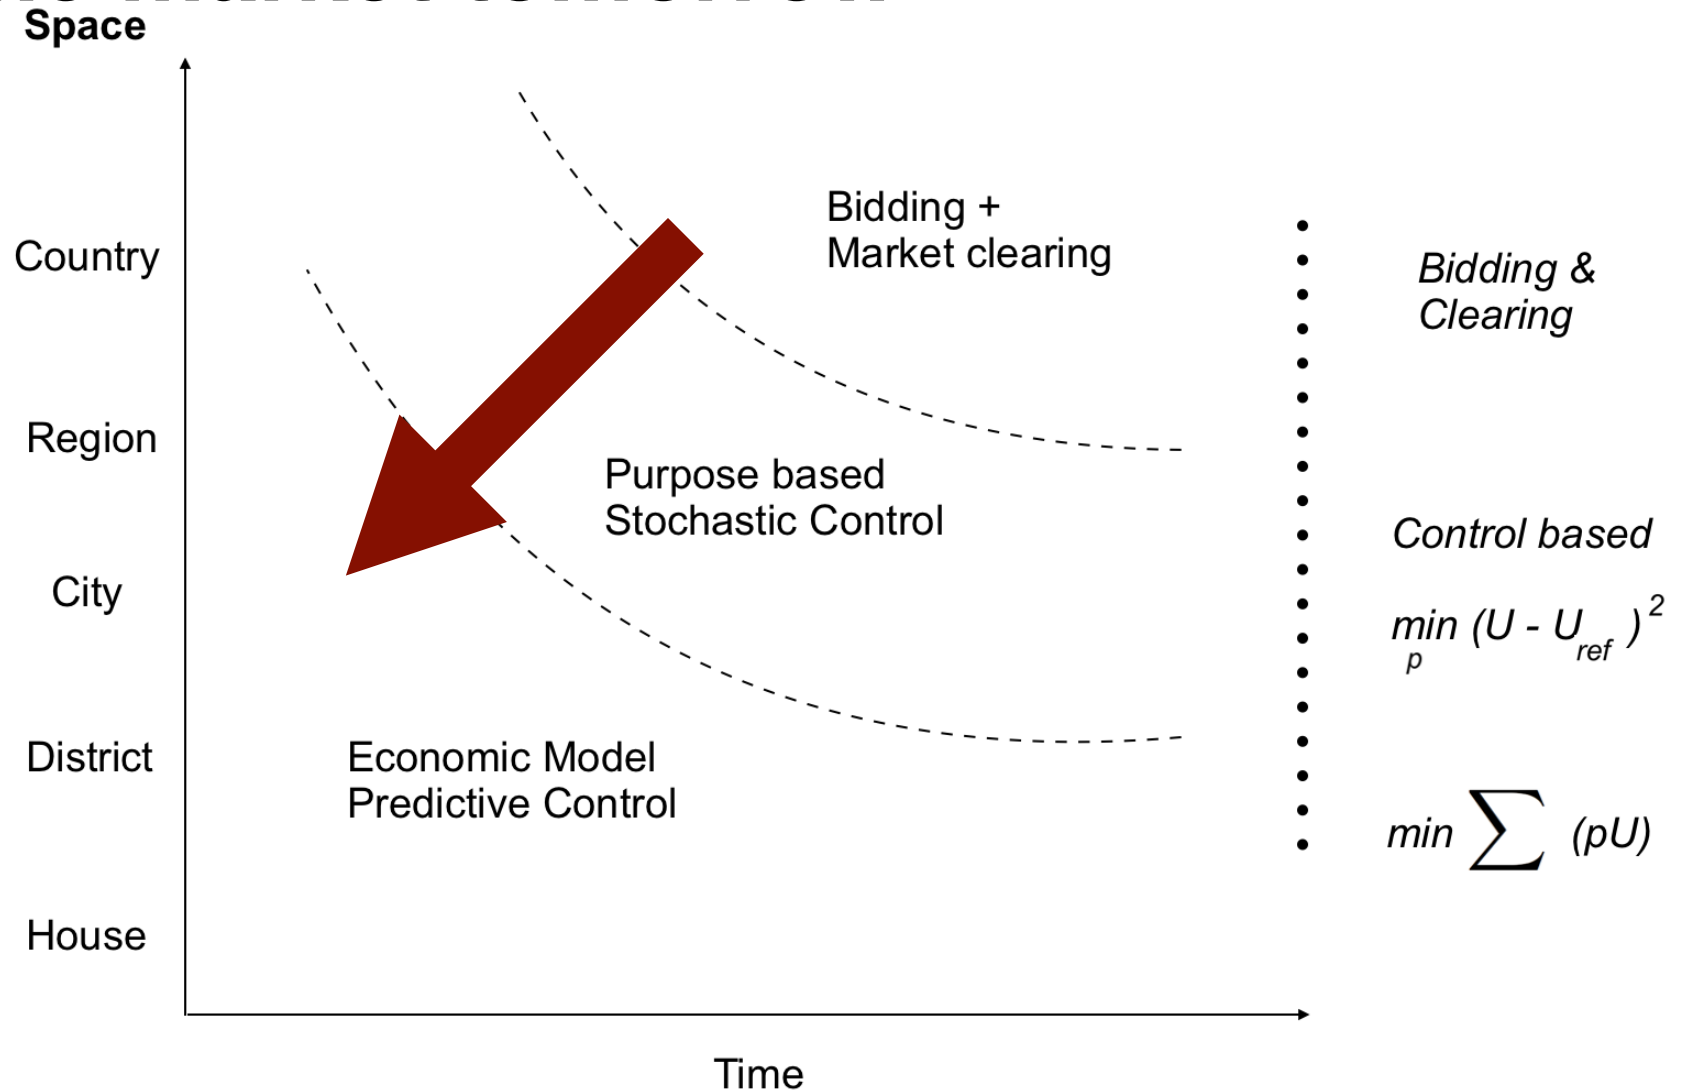 Space
Country
Region
City
District
House
Time
Bidding +
Market clearing
Purpose based
Stochastic Control
Economic Model
Predictive Control
Bidding &
Clearing
Control based
min (U - U_ref )^2
p
min ∑ (pU)